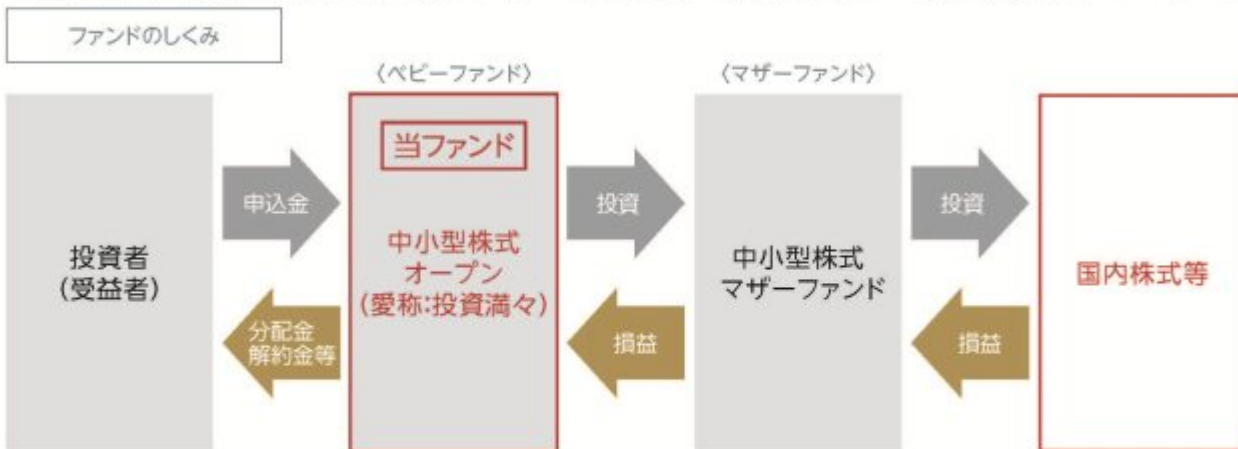 ファンドのしくみ
〈ベビーファンド〉
〈マザーファンド〉
投資者
(受益者)
申込金
分配金
解約金等
当ファンド
中小型株式
オープン
(愛称:投資満々)
投資
損益
中小型株式
マザーファンド
投資
損益
国内株式等